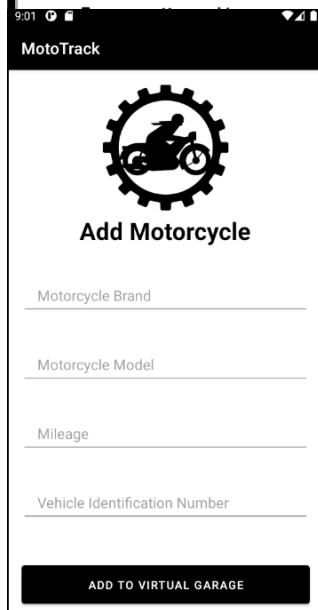 9:01
MotoTrack
Add Motorcycle
Motorcycle Brand
Motorcycle Model
Mileage
Vehicle Identification Number
ADD TO VIRTUAL GARAGE